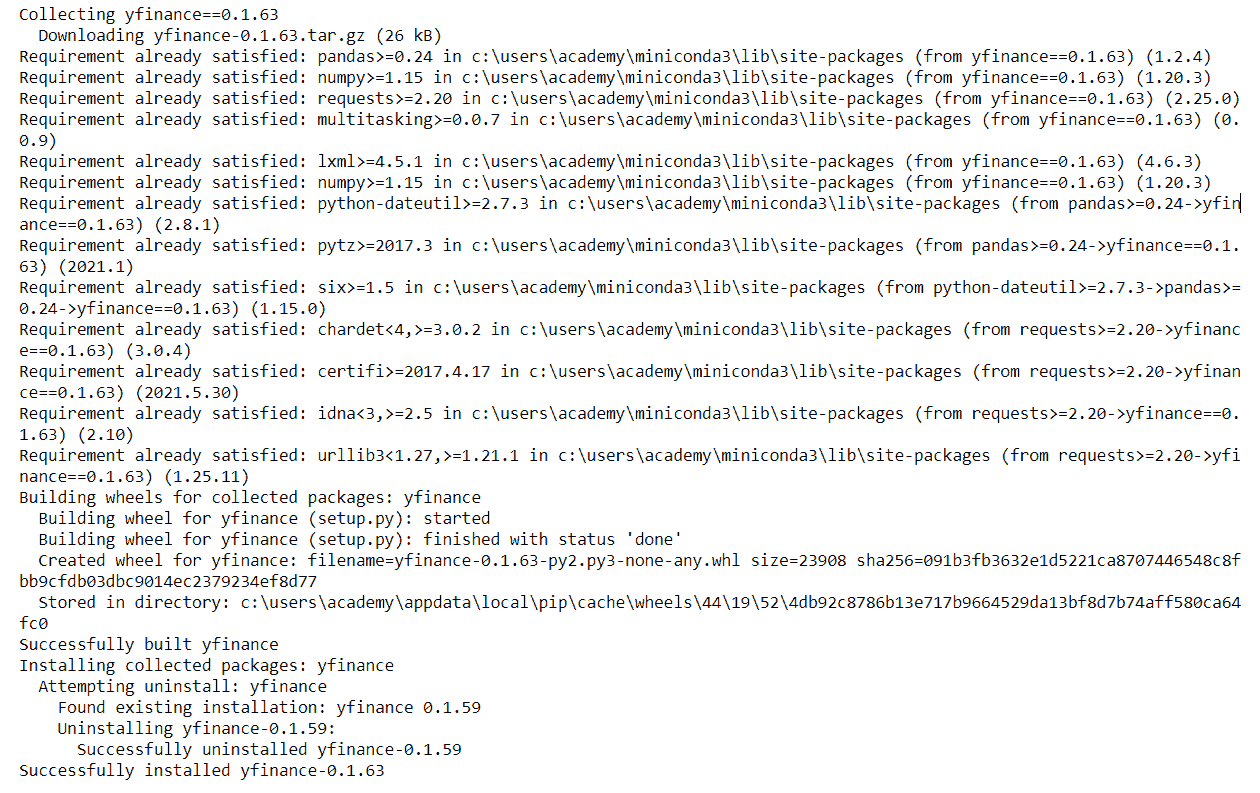 Collecting yfinance==0.1.63
  Downloading yfinance-0.1.63.tar.gz (26 kB)
Requirement already satisfied: pandas>=0.24 in c:\users\academy\miniconda3\lib\site-packages (from yfinance==0.1.63) (1.2.4)
Requirement already satisfied: numpy>=1.15 in c:\users\academy\miniconda3\lib\site-packages (from yfinance==0.1.63) (1.20.3)
Requirement already satisfied: requests>=2.20 in c:\users\academy\miniconda3\lib\site-packages (from yfinance==0.1.63) (2.25.0)
Requirement already satisfied: multitasking>=0.0.7 in c:\users\academy\miniconda3\lib\site-packages (from yfinance==0.1.63) (0.
0.9)
Requirement already satisfied: lxml>=4.5.1 in c:\users\academy\miniconda3\lib\site-packages (from yfinance==0.1.63) (4.6.3)
Requirement already satisfied: numpy>=1.15 in c:\users\academy\miniconda3\lib\site-packages (from yfinance==0.1.63) (1.20.3)
Requirement already satisfied: python-dateutil>=2.7.3 in c:\users\academy\miniconda3\lib\site-packages (from pandas>=0.24->yfin
ance==0.1.63) (2.8.1)
Requirement already satisfied: pytz>=2017.3 in c:\users\academy\miniconda3\lib\site-packages (from pandas>=0.24->yfinance==0.1.
63) (2021.1)
Requirement already satisfied: six>=1.5 in c:\users\academy\miniconda3\lib\site-packages (from python-dateutil>=2.7.3->pandas>=
0.24->yfinance==0.1.63) (1.15.0)
Requirement already satisfied: chardet<4,>=3.0.2 in c:\users\academy\miniconda3\lib\site-packages (from requests>=2.20->yfinanc
e==0.1.63) (3.0.4)
Requirement already satisfied: certifi>=2017.4.17 in c:\users\academy\miniconda3\lib\site-packages (from requests>=2.20->yfinan
ce==0.1.63) (2021.5.30)
Requirement already satisfied: idna<3,>=2.5 in c:\users\academy\miniconda3\lib\site-packages (from requests>=2.20->yfinance==0.
1.63) (2.10)
Requirement already satisfied: urllib3<1.27,>=1.21.1 in c:\users\academy\miniconda3\lib\site-packages (from requests>=2.20->yfi
nance==0.1.63) (1.25.11)
Building wheels for collected packages: yfinance
  Building wheel for yfinance (setup.py): started
  Building wheel for yfinance (setup.py): finished with status 'done'
  Created wheel for yfinance: filename=yfinance-0.1.63-py2.py3-none-any.whl size=23908 sha256=091b3fb3632e1d5221ca8707446548c8f
bb9cfdb03dbc9014ec2379234ef8d77
  Stored in directory: c:\users\academy\appdata\local\pip\cache\wheels\44\19\52\4db92c8786b13e717b9664529da13bf8d7b74aff580ca64
fc0
Successfully built yfinance
Installing collected packages: yfinance
  Attempting uninstall: yfinance
    Found existing installation: yfinance 0.1.59
    Uninstalling yfinance-0.1.59:
      Successfully uninstalled yfinance-0.1.59
Successfully installed yfinance-0.1.63